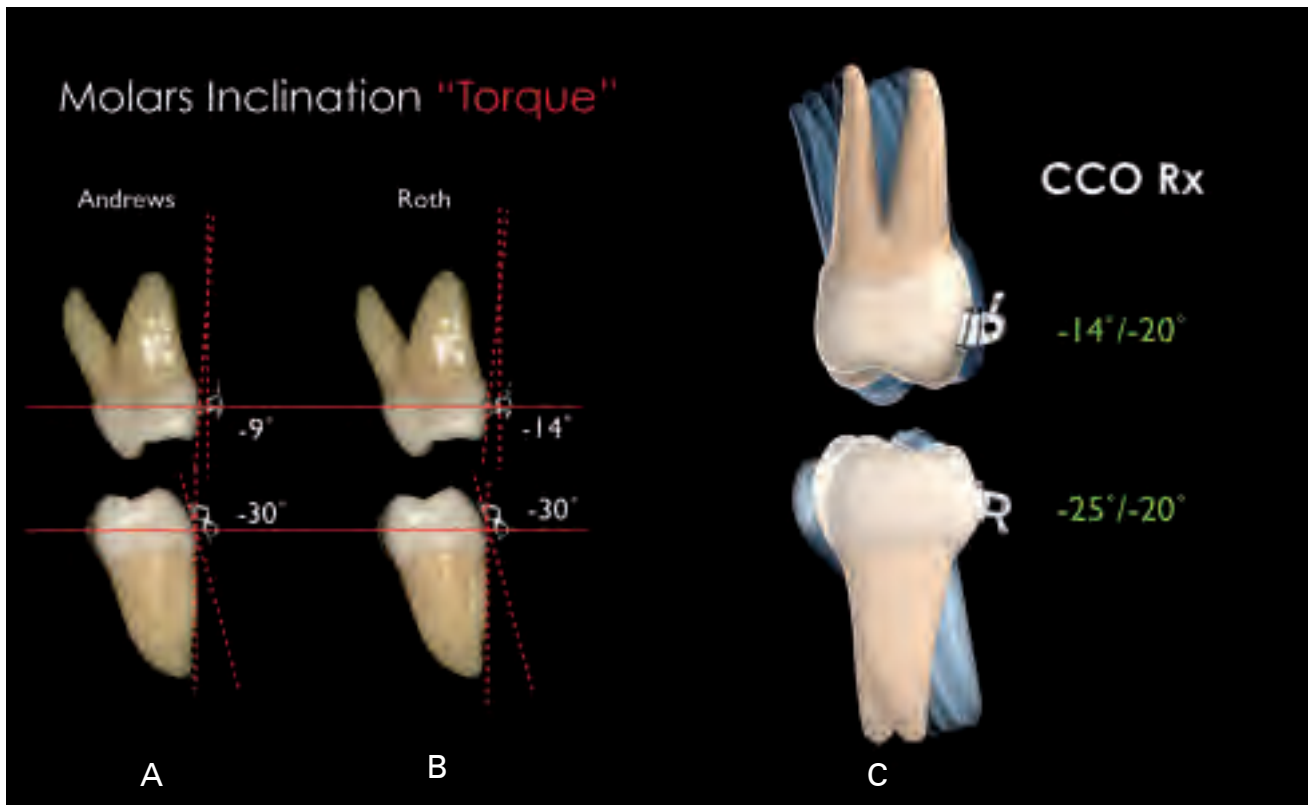 Molars Inclination "Torque"
Andrews
Roth
-9°
-14°
-30°
-30°
A
B
CCO Rx
-14°/-20°
-25°/-20°
C